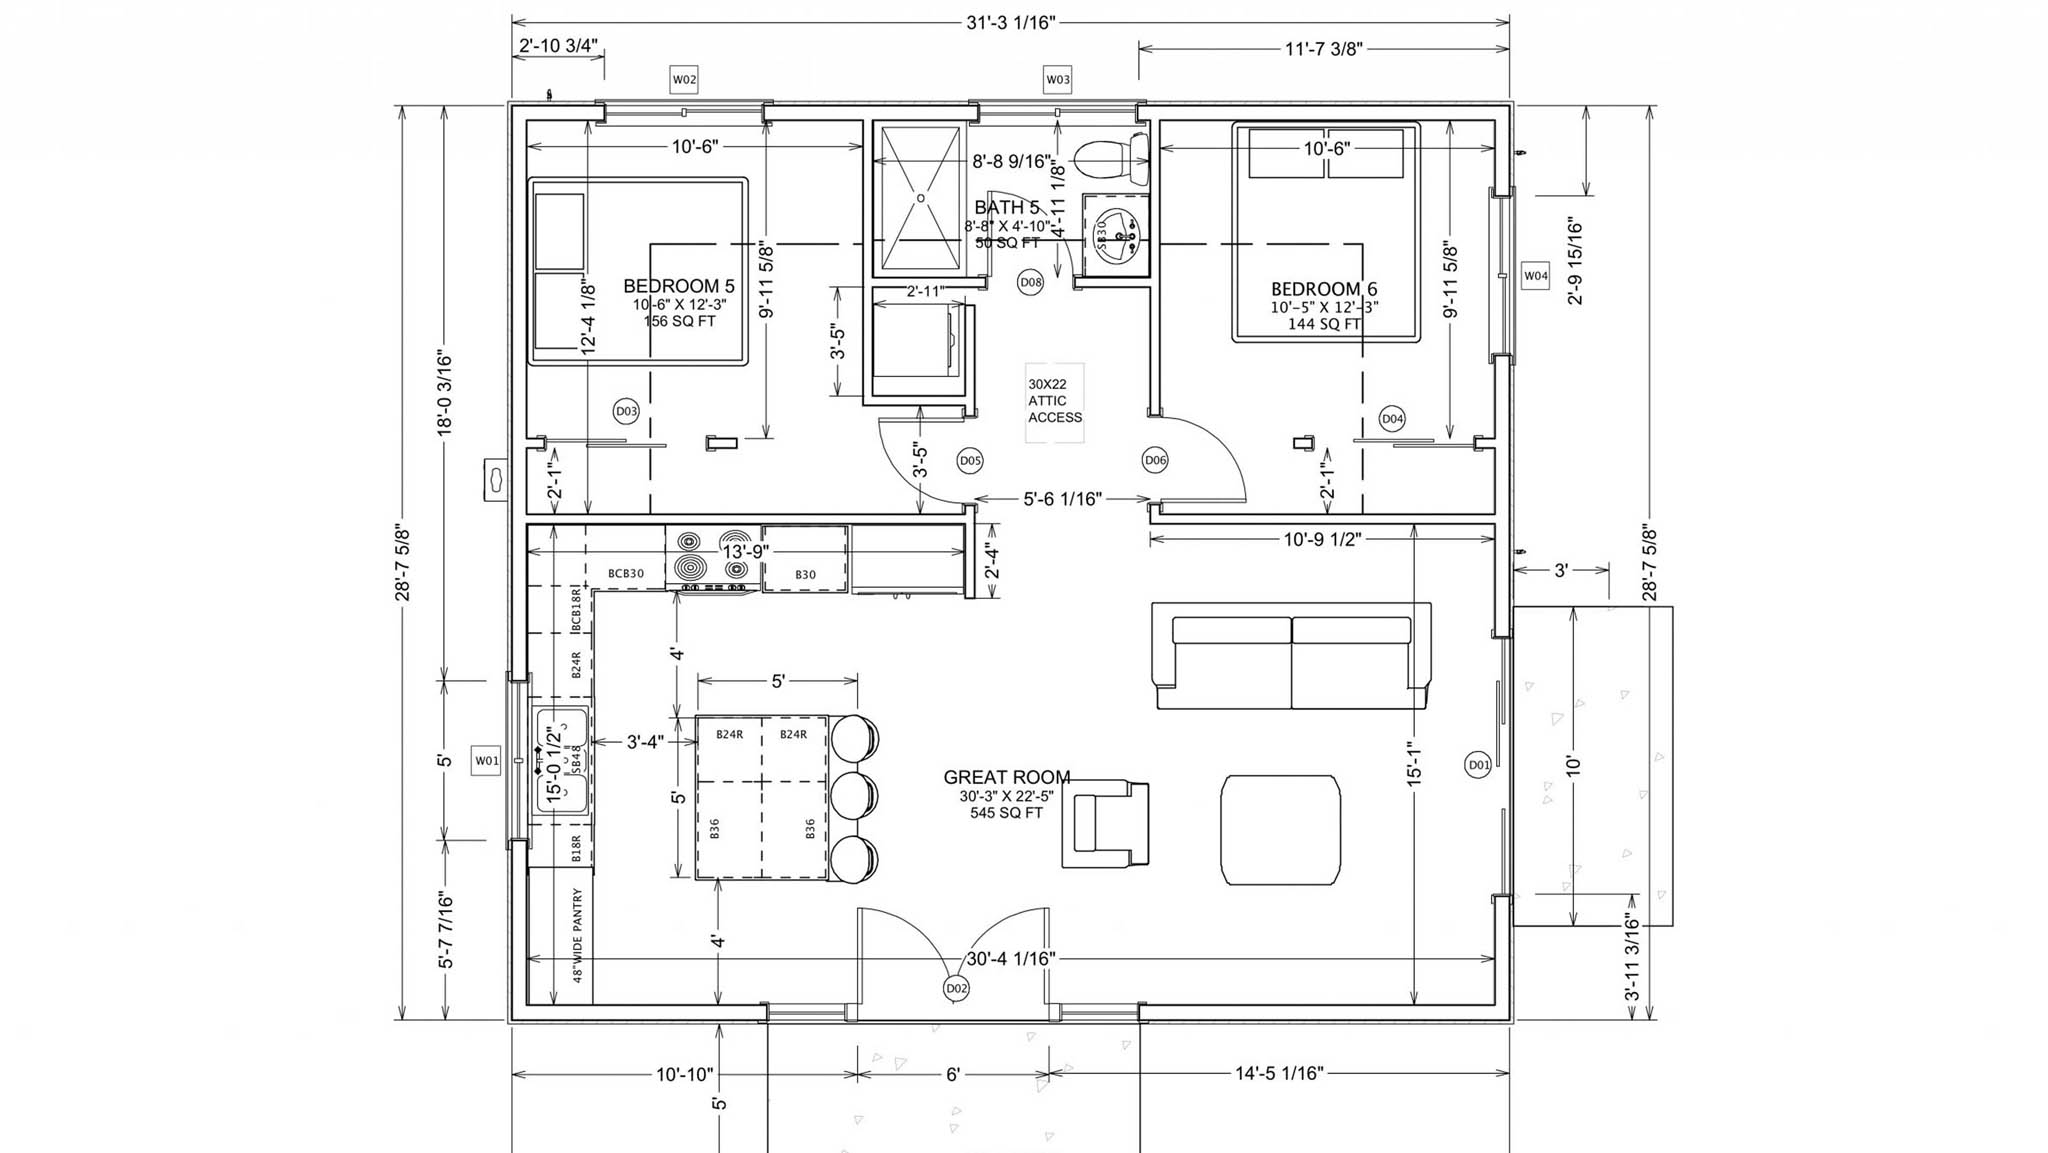 31'-3 1/16"
2'-10 3/4"
11'-7 3/8"
W02
W03
10'-6"
8'-8 9/16"
10'-6"
4'-11 1/8"
BATH 5
8'-8" X 4'-10"
50 SQ FT
SB30
2'-9 15/16"
W04
9'-11 5/8"
9'-11 5/8"
12'-4 1/8"
BEDROOM 5
10'-6" X 12'-3"
156 SQ FT
BEDROOM 6
10'-5" X 12'-3"
144 SQ FT
D08
2'-11"
3'-5"
18'-0 3/16"
30X22
ATTIC
ACCESS
D03
D04
D05
D06
3'-5"
2'-1"
2'-1"
5'-6 1/16"
28'-7 5/8"
28'-7 5/8"
13'-9"
2'-4"
10'-9 1/2"
BCB30
B30
BCB18R
B24R
3'
4'
5'
B24R
B24R
3'-4"
5'
W01
5'
15'-0 1/2"
SB48
B36
B36
B18R
GREAT ROOM
30'-3" X 22'-5"
545 SQ FT
15'-1"
D01
10'
48"WIDE PANTRY
5'-7 7/16"
4'
30'-4 1/16"
D02
3'-11 3/16"
10'-10"
6'
14'-5 1/16"
5'